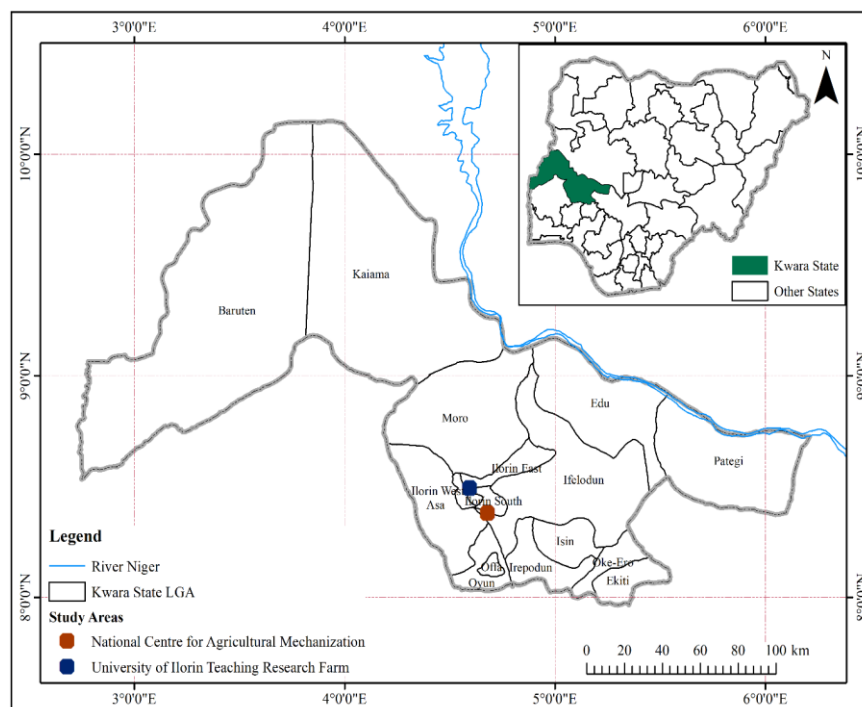 3°0'0"E 4°0'0"E 5°0'0"E 6°0'0"E
N
10°0'0"N
Kwara State
Other States
Kaiama
Baruten
9°0'0"N
Moro
Edu
Pategi
Ilorin East
Ifelodun
Ilorin West
Ilorin South
Asa
Isin
Offa
Irepodun
Oke-Ero
Oyun
Ekiti
8°0'0"N
Legend
River Niger
Kwara State LGA
Study Areas
National Centre for Agricultural Mechanization
University of Ilorin Teaching Research Farm
0 20 40 60 80 100 km
3°0'0"E 4°0'0"E 5°0'0"E 6°0'0"E